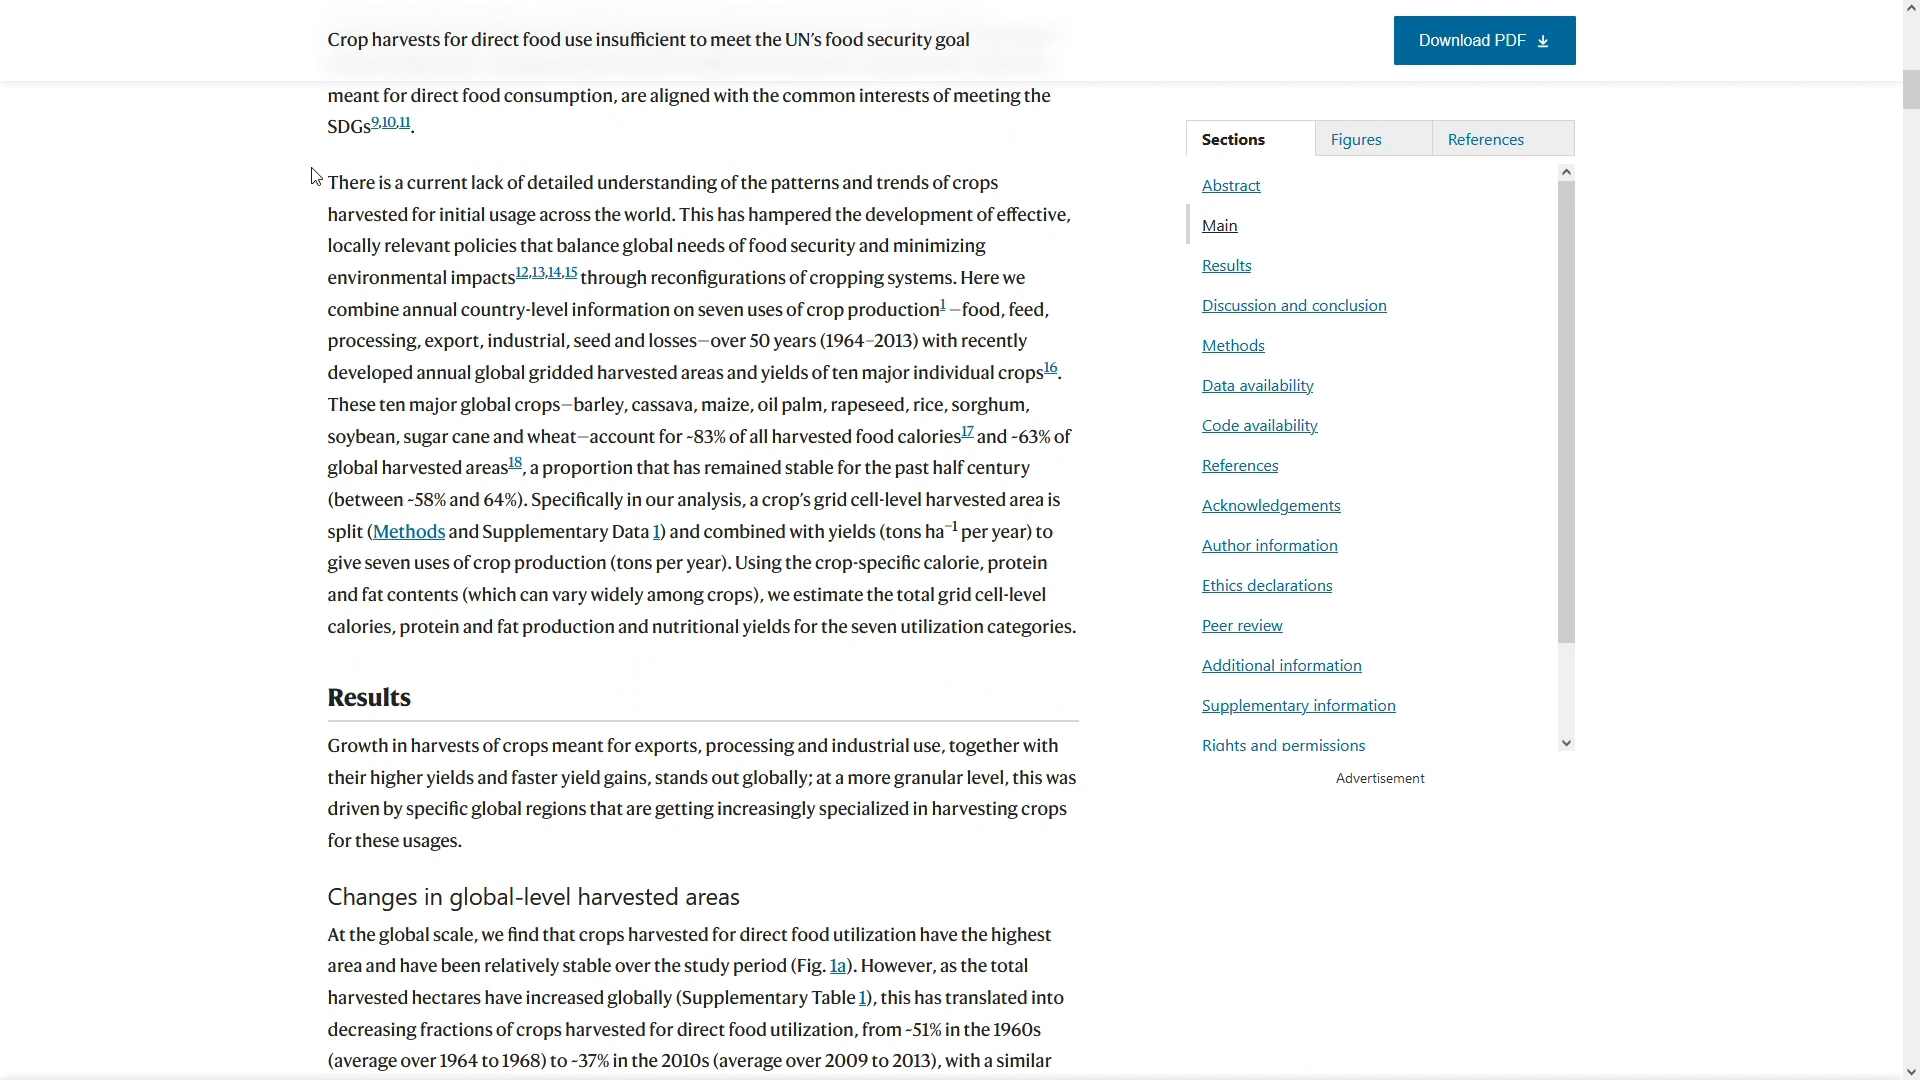 Crop harvests for direct food use insufficient to meet the UN's food security goal
Download PDF
meant for direct food consumption, are aligned with the common interests of meeting the
SDGs9,10,11.
There is a current lack of detailed understanding of the patterns and trends of crops
harvested for initial usage across the world. This has hampered the development of effective,
locally relevant policies that balance global needs of food security and minimizing
environmental impacts12,13,14,15 through reconfigurations of cropping systems. Here we
combine annual country-level information on seven uses of crop production1 —food, feed,
processing, export, industrial, seed and losses—over 50 years (1964–2013) with recently
developed annual global gridded harvested areas and yields of ten major individual crops16.
These ten major global crops—barley, cassava, maize, oil palm, rapeseed, rice, sorghum,
soybean, sugar cane and wheat—account for ~83% of all harvested food calories17 and ~63% of
global harvested areas18, a proportion that has remained stable for the past half century
(between ~58% and 64%). Specifically in our analysis, a crop's grid cell-level harvested area is
split (Methods and Supplementary Data 1) and combined with yields (tons ha−1 per year) to
give seven uses of crop production (tons per year). Using the crop-specific calorie, protein
and fat contents (which can vary widely among crops), we estimate the total grid cell-level
calories, protein and fat production and nutritional yields for the seven utilization categories.
Results
Growth in harvests of crops meant for exports, processing and industrial use, together with
their higher yields and faster yield gains, stands out globally; at a more granular level, this was
driven by specific global regions that are getting increasingly specialized in harvesting crops
for these usages.
Changes in global-level harvested areas
At the global scale, we find that crops harvested for direct food utilization have the highest
area and have been relatively stable over the study period (Fig. 1a). However, as the total
harvested hectares have increased globally (Supplementary Table 1), this has translated into
decreasing fractions of crops harvested for direct food utilization, from ~51% in the 1960s
(average over 1964 to 1968) to ~37% in the 2010s (average over 2009 to 2013), with a similar
Sections
Figures
References
Abstract
Main
Results
Discussion and conclusion
Methods
Data availability
Code availability
References
Acknowledgements
Author information
Ethics declarations
Peer review
Additional information
Supplementary information
Rights and permissions
Advertisement